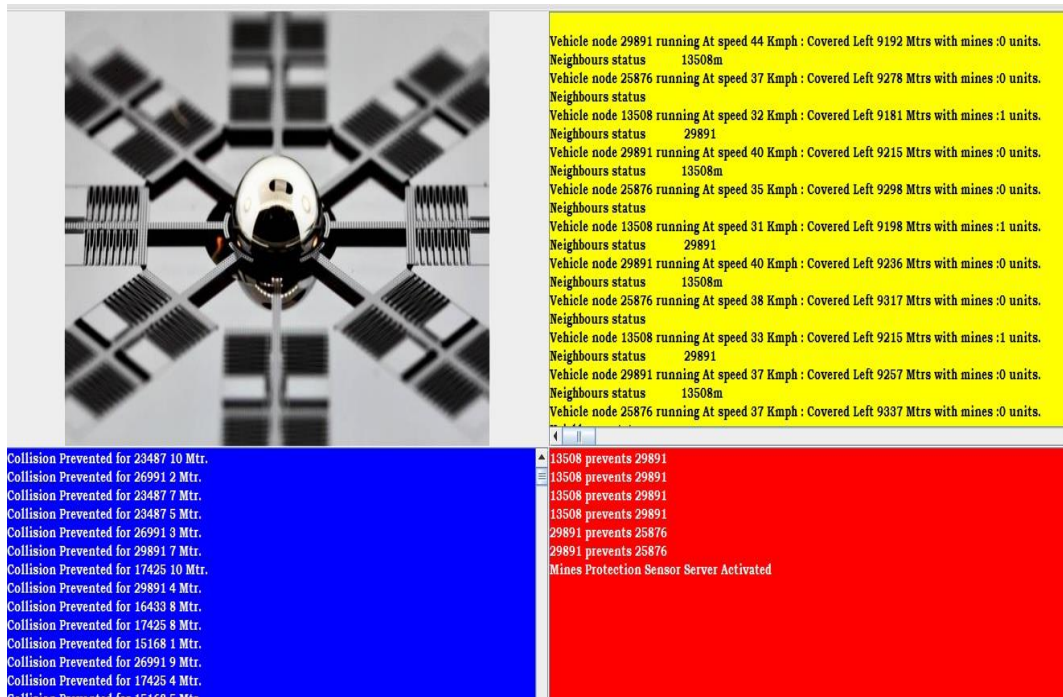 Vehicle node 29891 running At speed 44 Kmph : Covered Left 9192 Mtrs with mines :0 units.
Neighbours status 13508m
Vehicle node 25876 running At speed 37 Kmph : Covered Left 9278 Mtrs with mines :0 units.
Neighbours status
Vehicle node 13508 running At speed 32 Kmph : Covered Left 9181 Mtrs with mines :1 units.
Neighbours status 29891
Vehicle node 29891 running At speed 40 Kmph : Covered Left 9215 Mtrs with mines :0 units.
Neighbours status 13508m
Vehicle node 25876 running At speed 35 Kmph : Covered Left 9298 Mtrs with mines :0 units.
Neighbours status
Vehicle node 13508 running At speed 31 Kmph : Covered Left 9198 Mtrs with mines :1 units.
Neighbours status 29891
Vehicle node 29891 running At speed 40 Kmph : Covered Left 9236 Mtrs with mines :0 units.
Neighbours status 13508m
Vehicle node 25876 running At speed 38 Kmph : Covered Left 9317 Mtrs with mines :0 units.
Neighbours status
Vehicle node 13508 running At speed 33 Kmph : Covered Left 9215 Mtrs with mines :1 units.
Neighbours status 29891
Vehicle node 29891 running At speed 37 Kmph : Covered Left 9257 Mtrs with mines :0 units.
Neighbours status 13508m
Vehicle node 25876 running At speed 37 Kmph : Covered Left 9337 Mtrs with mines :0 units.
Collision Prevented for 23487 10 Mtr.
Collision Prevented for 26991 2 Mtr.
Collision Prevented for 23487 7 Mtr.
Collision Prevented for 23487 5 Mtr.
Collision Prevented for 26991 3 Mtr.
Collision Prevented for 29891 7 Mtr.
Collision Prevented for 17425 10 Mtr.
Collision Prevented for 29891 4 Mtr.
Collision Prevented for 16433 8 Mtr.
Collision Prevented for 17425 8 Mtr.
Collision Prevented for 15168 1 Mtr.
Collision Prevented for 26991 9 Mtr.
Collision Prevented for 17425 4 Mtr.
Collision Prevented for 15168 5 Mtr.
13508 prevents 29891
13508 prevents 29891
13508 prevents 29891
13508 prevents 29891
29891 prevents 25876
29891 prevents 25876
Mines Protection Sensor Server Activated